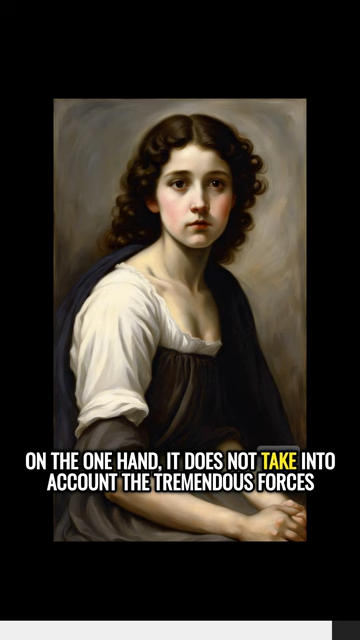 ON THE ONE HAND, IT DOES NOT TAKE INTO
ACCOUNT THE TREMENDOUS FORCES